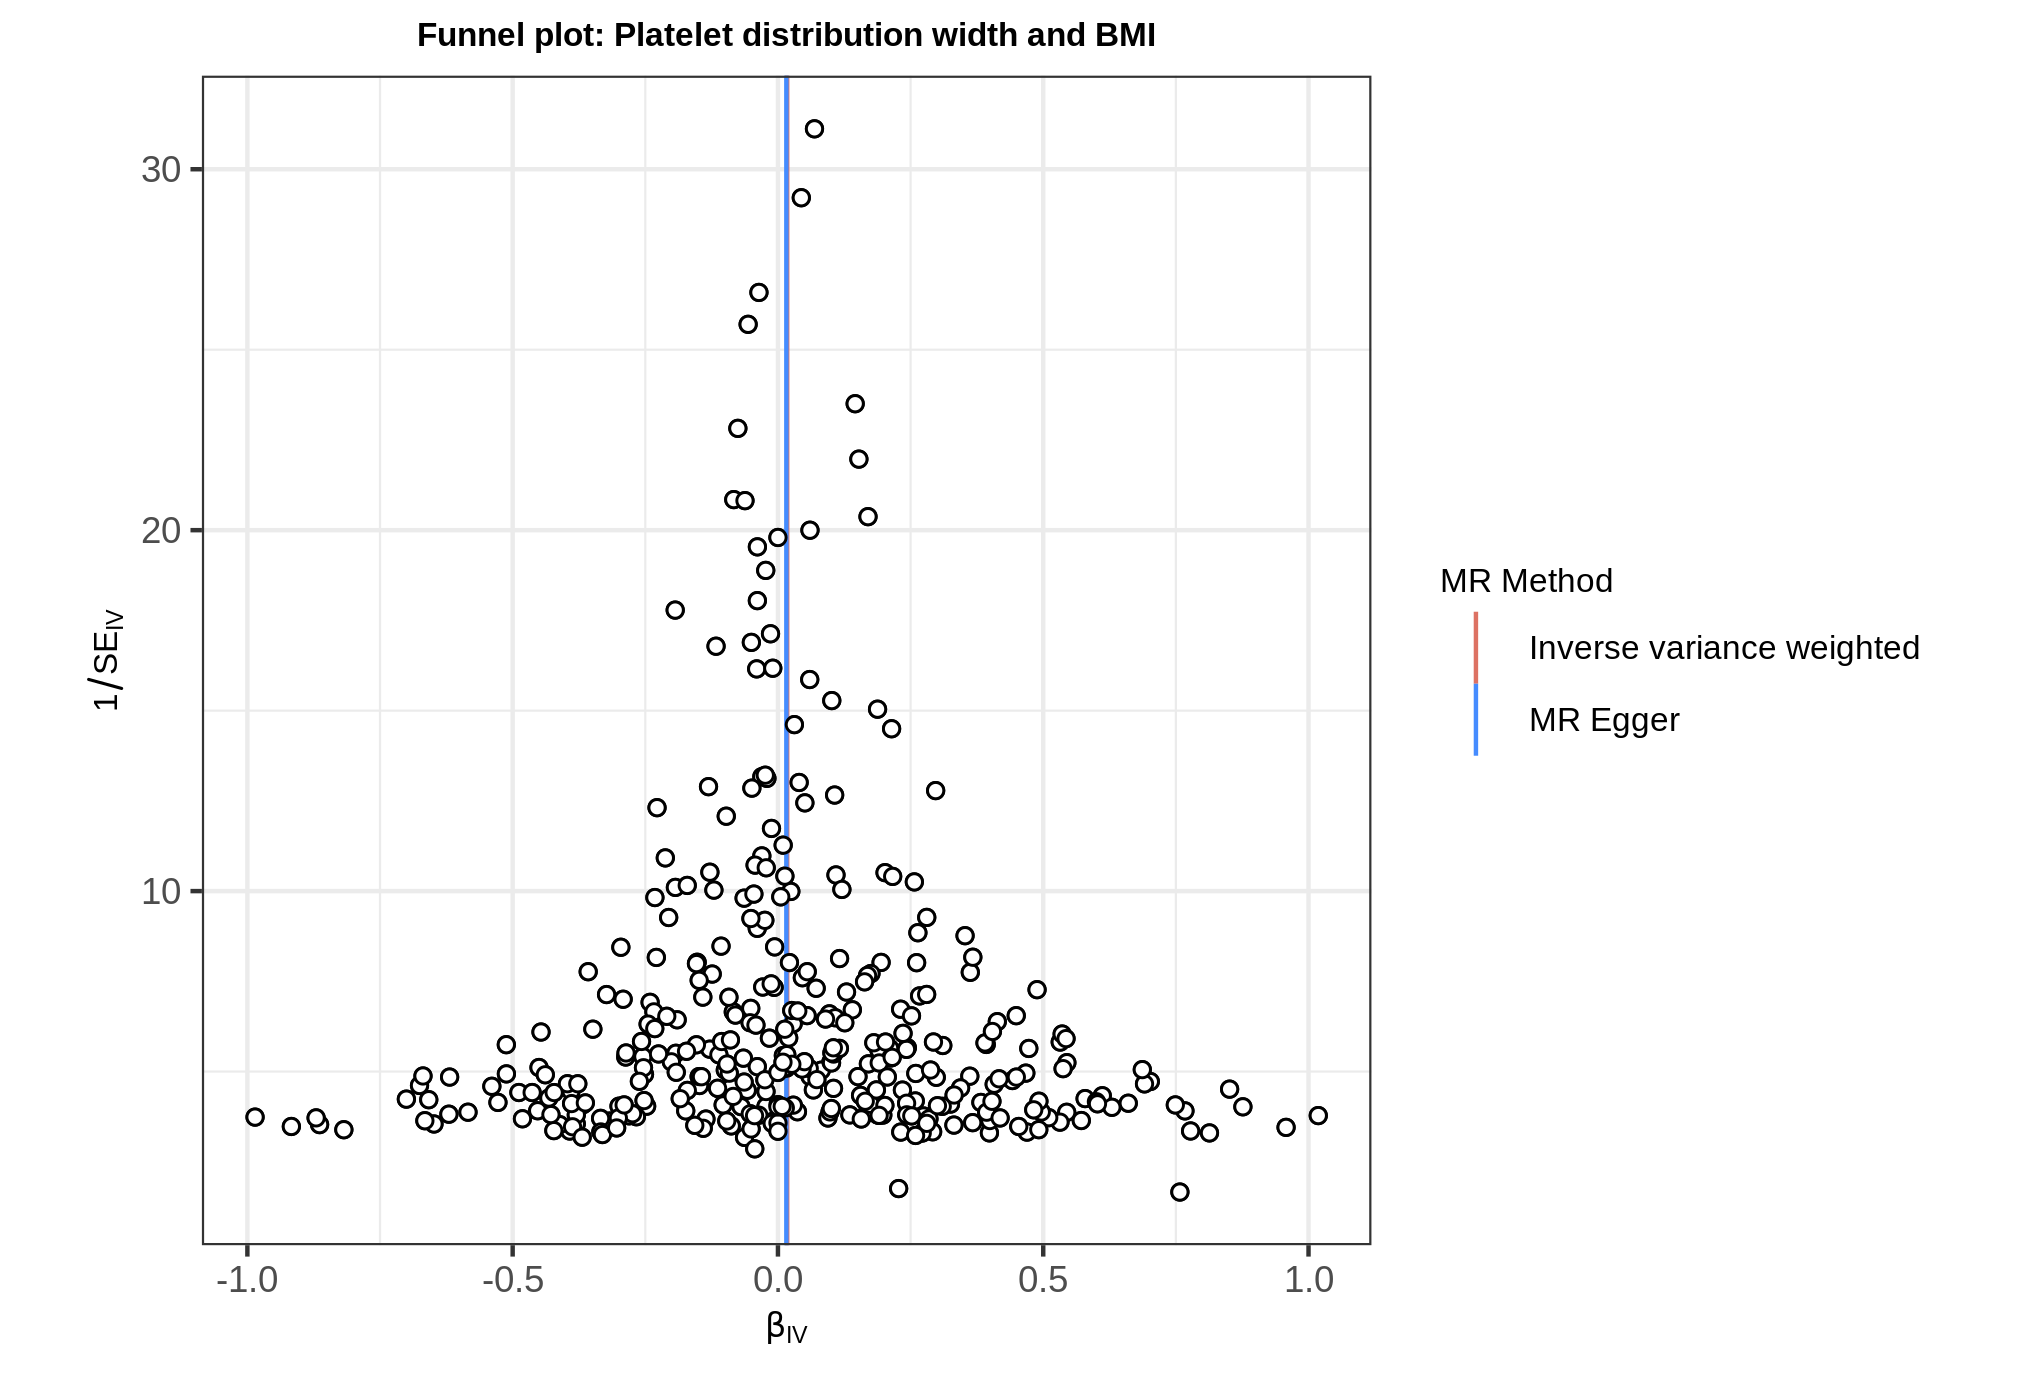 Funnel plot: Platelet distribution width and BMI
30
20
10
1/SE_IV
-1.0 -0.5 0.0 0.5 1.0
β_IV
MR Method
Inverse variance weighted
MR Egger